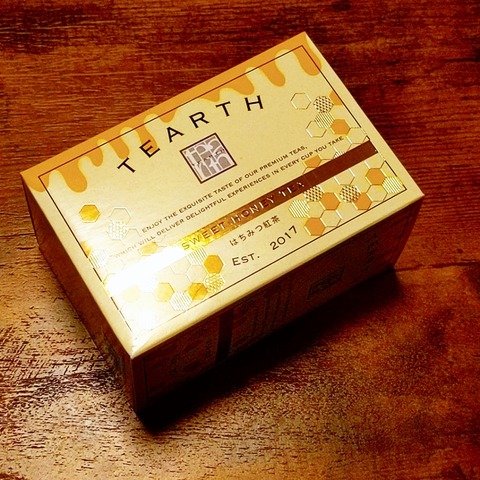 TEARTH
ENJOY THE EXQUISITE TASTE OF OUR PREMIUM TEAS,
WHICH WILL DELIVER DELIGHTFUL EXPERIENCES IN EVERY CUP YOU TAKE
SWEET HONEY TEA
はちみつ紅茶
EST. 2017